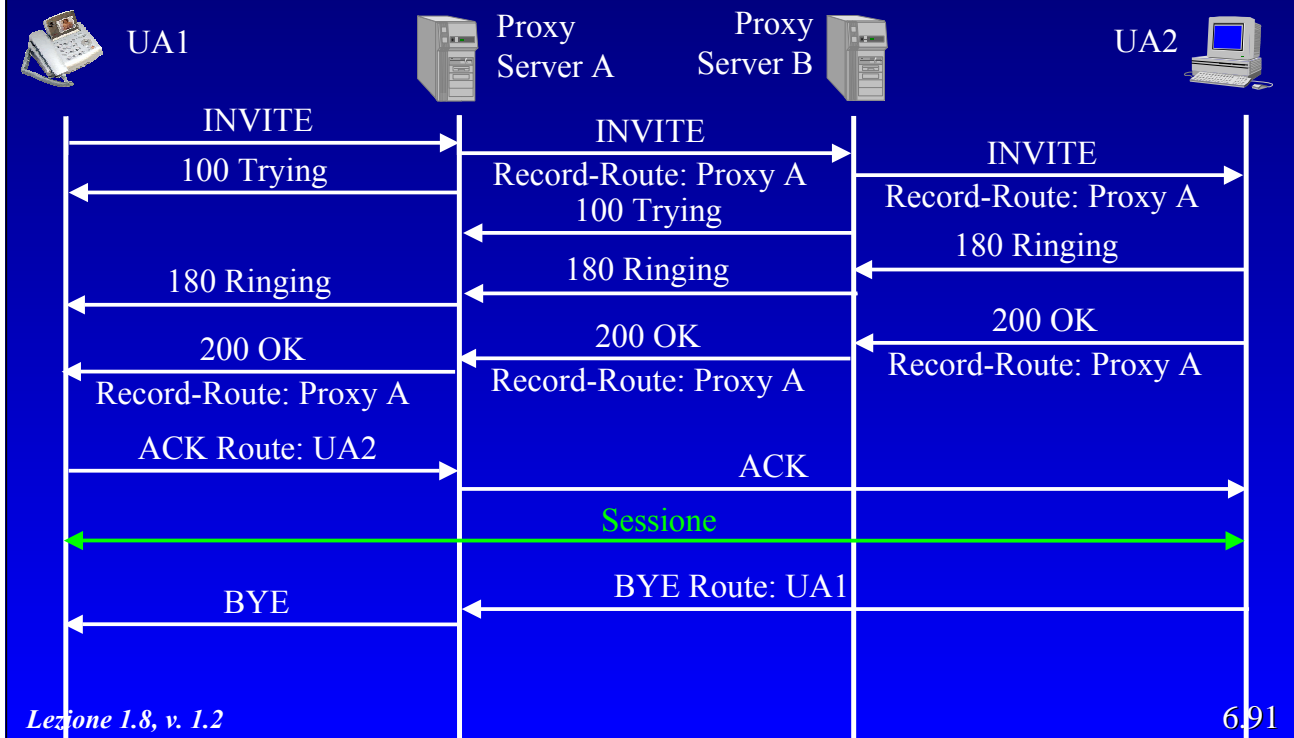 UA1
Proxy
Server A
Proxy
Server B
UA2
INVITE
INVITE
INVITE
100 Trying
Record-Route: Proxy A
Record-Route: Proxy A
100 Trying
180 Ringing
180 Ringing
180 Ringing
200 OK
200 OK
200 OK
Record-Route: Proxy A
Record-Route: Proxy A
Record-Route: Proxy A
ACK Route: UA2
ACK
Sessione
BYE Route: UA1
BYE
Lezione 1.8, v. 1.2
6.91